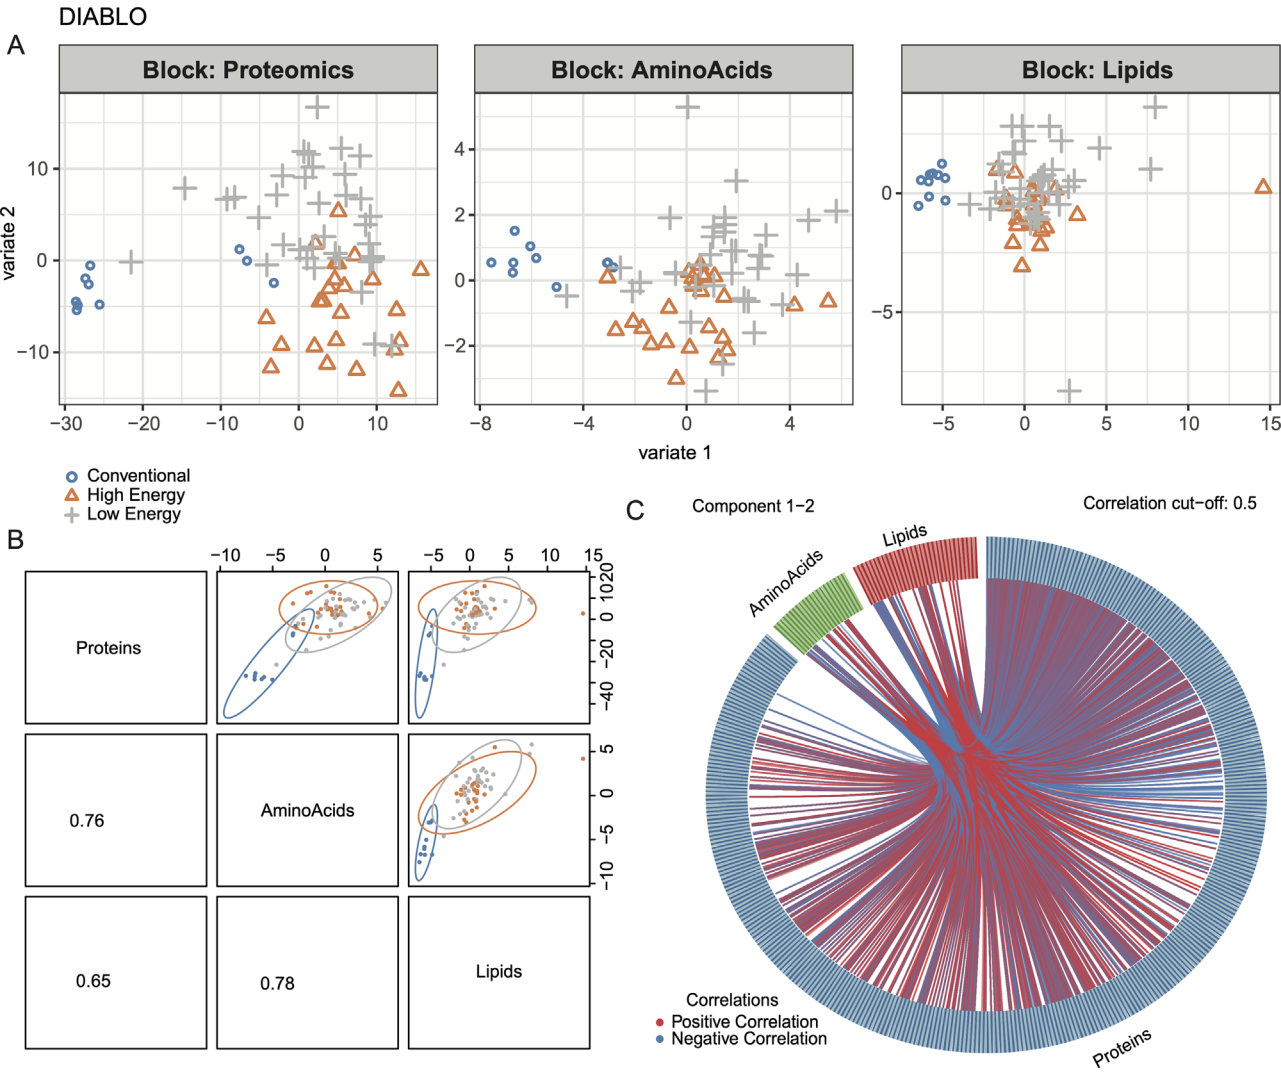 DIABLO
A
Block: Proteomics
Block: AminoAcids
Block: Lipids
variate 2
10
0
−10
4
2
0
−2
0
−5
−30
−20
−10
0
10
−8
−4
0
4
−5
0
5
10
15
variate 1
Conventional
High Energy
Low Energy
B
−10
−5
0
5
−5
0
5
10
15
Proteins
−40
−20
0
1020
0.76
AminoAcids
−10
−5
0
5
0.65
0.78
Lipids
C
Component 1−2
Correlation cut−off: 0.5
AminoAcids
Lipids
Proteins
Correlations
Positive Correlation
Negative Correlation